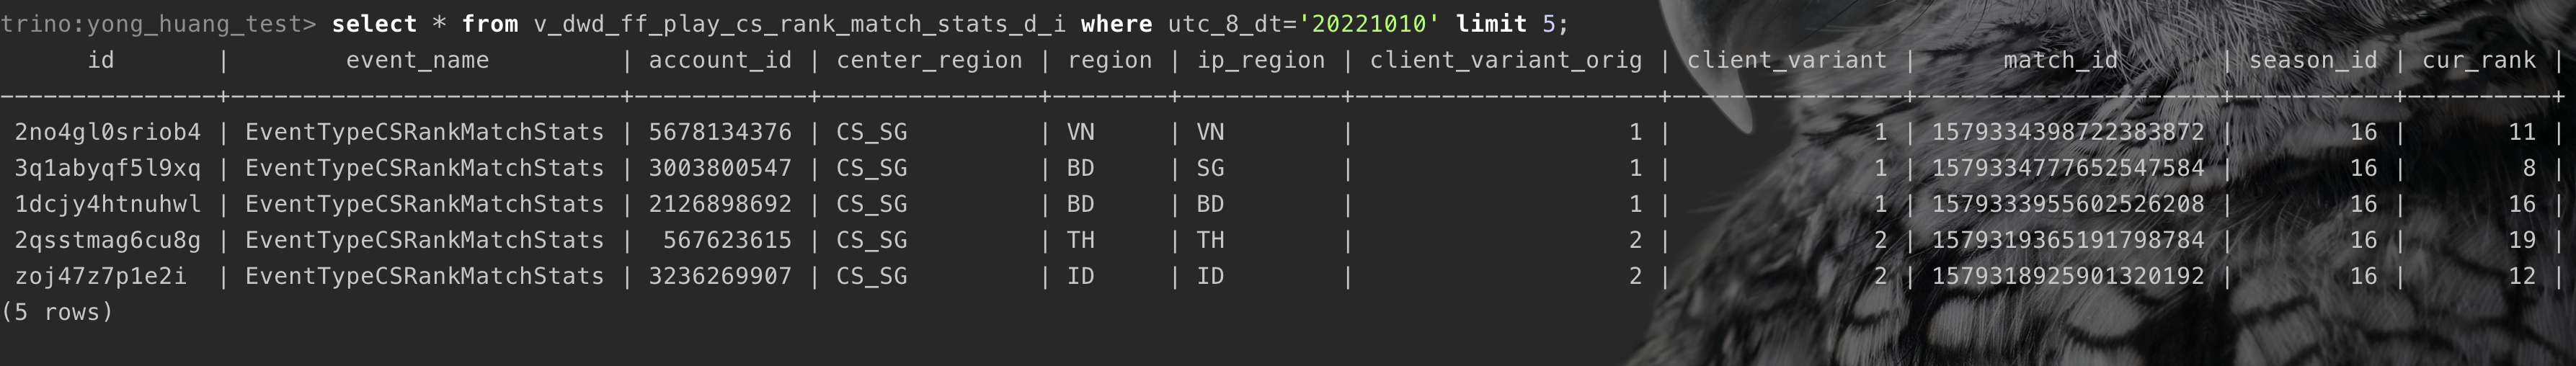 trino:yong_huang_test> select * from v_dwd_ff_play_cs_rank_match_stats_d_i where utc_8_dt='20221010' limit 5;
id | event_name | account_id | center_region | region | ip_region | client_variant_orig | client_variant | match_id | season_id | cur_rank |
---------------+----------------------------+------------+---------------+--------+-----------+---------------------+----------------+---------------------+-----------+----------+
2no4gl0sriob4 | EventTypeCSRankMatchStats | 5678134376 | CS_SG | VN | VN | 1 | 1 | 1579334398722383872 | 16 | 11 |
3q1abyqf5l9xq | EventTypeCSRankMatchStats | 3003800547 | CS_SG | BD | SG | 1 | 1 | 1579334777652547584 | 16 | 8 |
1dcjy4htnuhwl | EventTypeCSRankMatchStats | 2126898692 | CS_SG | BD | BD | 1 | 1 | 1579333955602526208 | 16 | 16 |
2qsstmag6cu8g | EventTypeCSRankMatchStats | 567623615 | CS_SG | TH | TH | 2 | 2 | 1579319365191798784 | 16 | 19 |
zoj47z7p1e2i | EventTypeCSRankMatchStats | 3236269907 | CS_SG | ID | ID | 2 | 2 | 1579318925901320192 | 16 | 12 |
(5 rows)